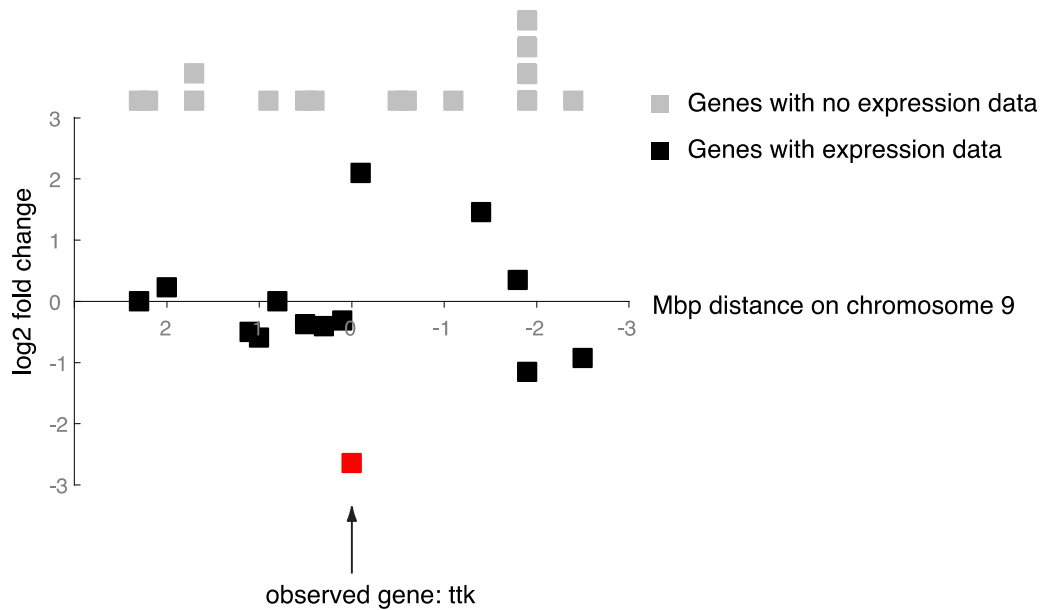 Genes with no expression data
Genes with expression data
log2 fold change
3
2
1
0
-1
-2
-3
2
1
0
-1
-2
-3
Mbp distance on chromosome 9
observed gene: ttk